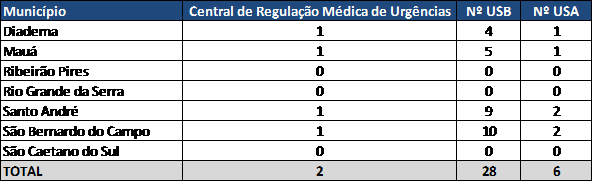 Município Central de Regulação Médica de Urgências Nº USB Nº USA
Diadema 1 4 1
Mauá 1 5 1
Ribeirão Pires 0 0 0
Rio Grande da Serra 0 0 0
Santo André 1 9 2
São Bernardo do Campo 1 10 2
São Caetano do Sul 0 0 0
TOTAL 2 28 6